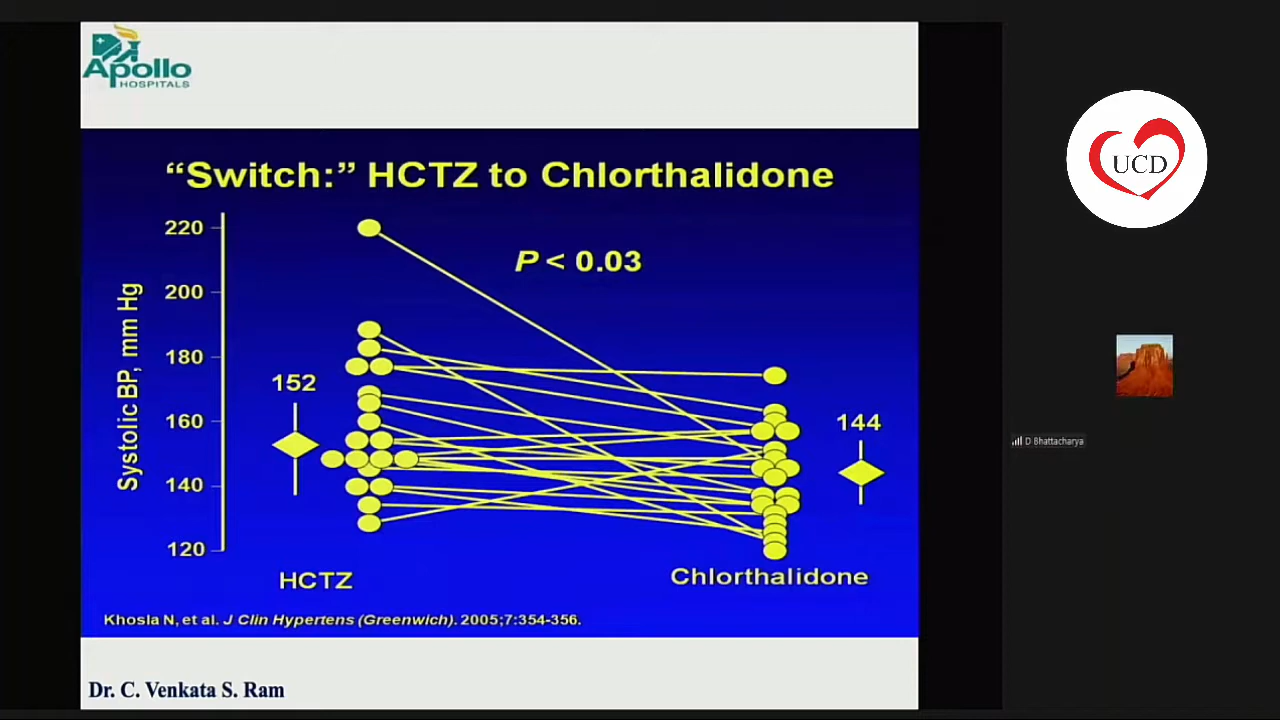 Apollo
HOSPITALS
“Switch:” HCTZ to Chlorthalidone
P < 0.03
Systolic BP, mm Hg
220
200
180
160
140
120
152
144
HCTZ
Chlorthalidone
Khosla N, et al. J Clin Hypertens (Greenwich). 2005;7:354-356.
Dr. C. Venkata S. Ram
UCD
D Bhattacharya